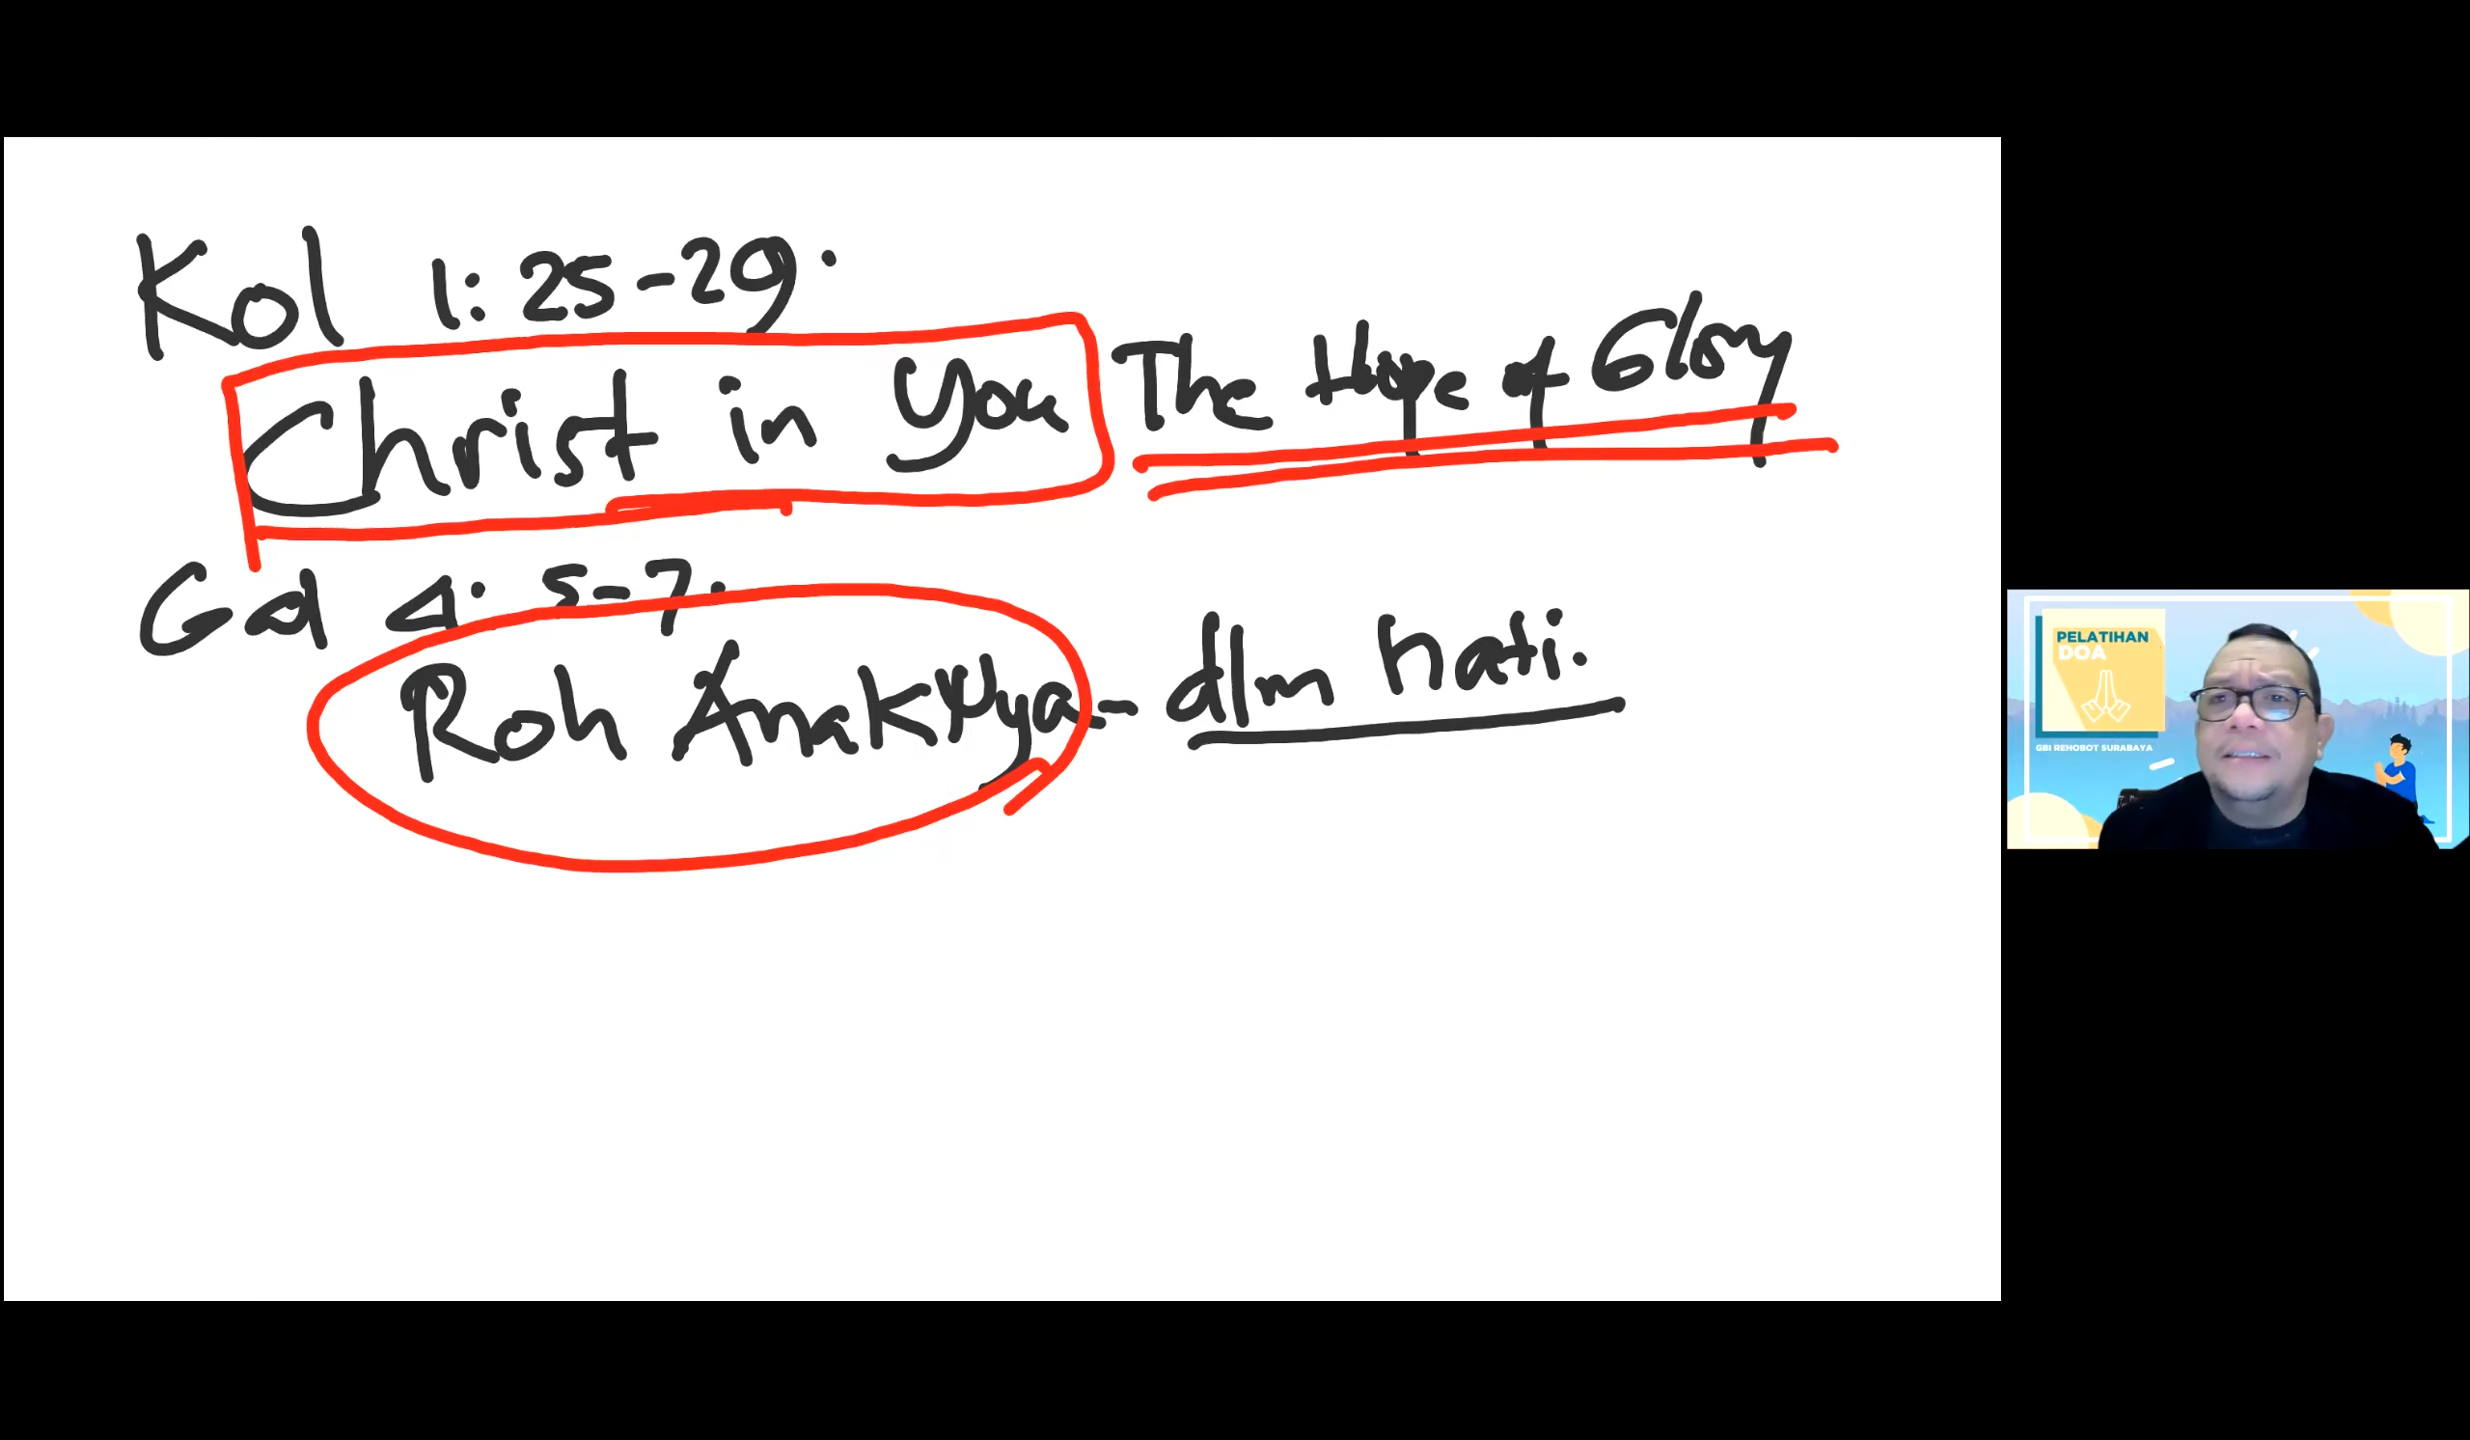 Kol 1: 25-29.
Christ in You The Hope of Glory
Gal 4: 5-7.
Roh AnakNya - dlm hati.
PELATIHAN
DOA
GBI REHOBOT SURABAYA